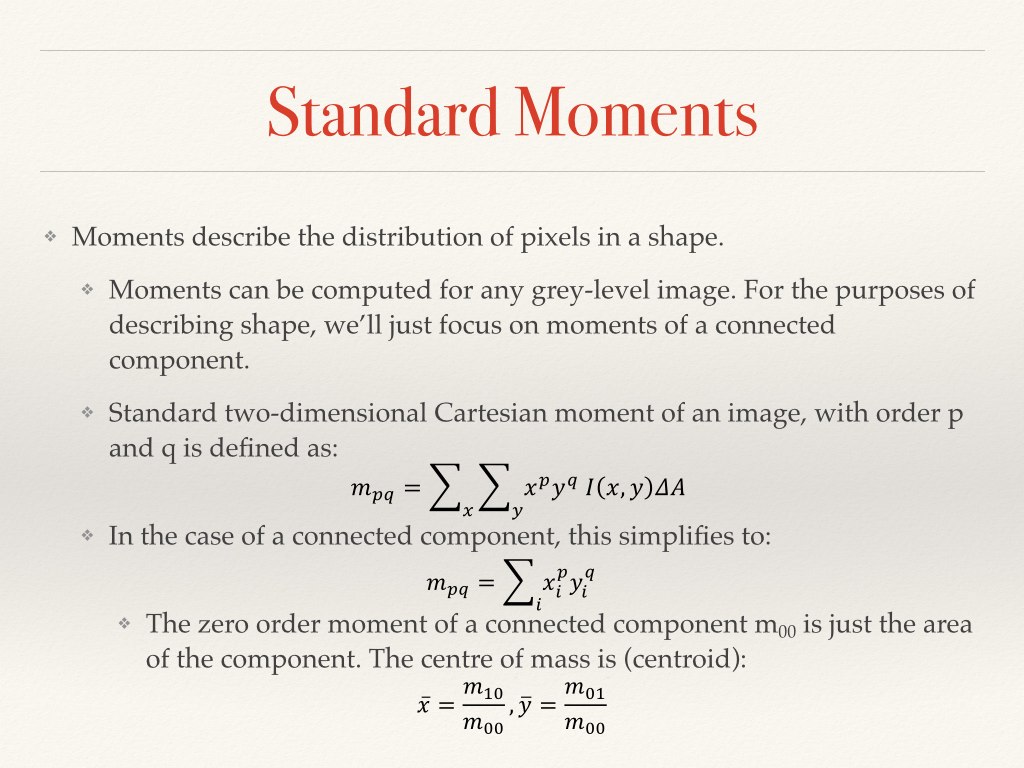 Standard Moments
❖ Moments describe the distribution of pixels in a shape.
❖ Moments can be computed for any grey-level image. For the purposes of
describing shape, we’ll just focus on moments of a connected
component.
❖ Standard two-dimensional Cartesian moment of an image, with order p
and q is defined as:
$m_{pq} = \sum_x \sum_y x^p y^q \, I(x, y) \Delta A$
❖ In the case of a connected component, this simplifies to:
$m_{pq} = \sum_i x_i^p y_i^q$
❖ The zero order moment of a connected component m₀₀ is just the area
of the component. The centre of mass is (centroid):
$\bar{x} = \frac{m_{10}}{m_{00}}, \bar{y} = \frac{m_{01}}{m_{00}}$